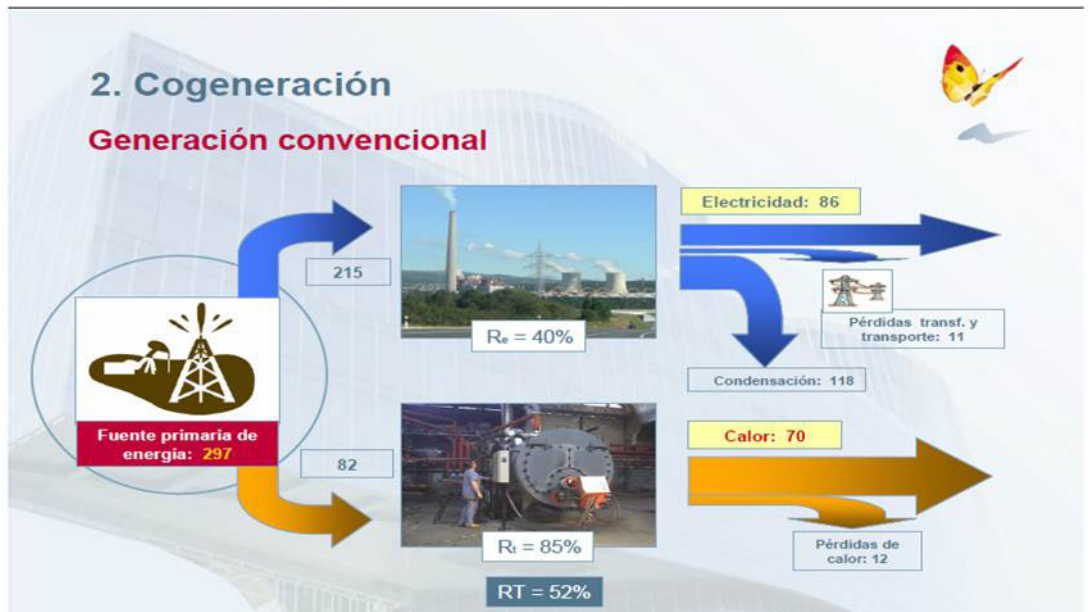 2. Cogeneración
Generación convencional
Electricidad: 86
215
Pérdidas transf. y
transporte: 11
Re = 40%
Condensación: 118
Fuente primaria de
energía: 297
82
Calor: 70
Rt = 85%
Pérdidas de
calor: 12
RT = 52%